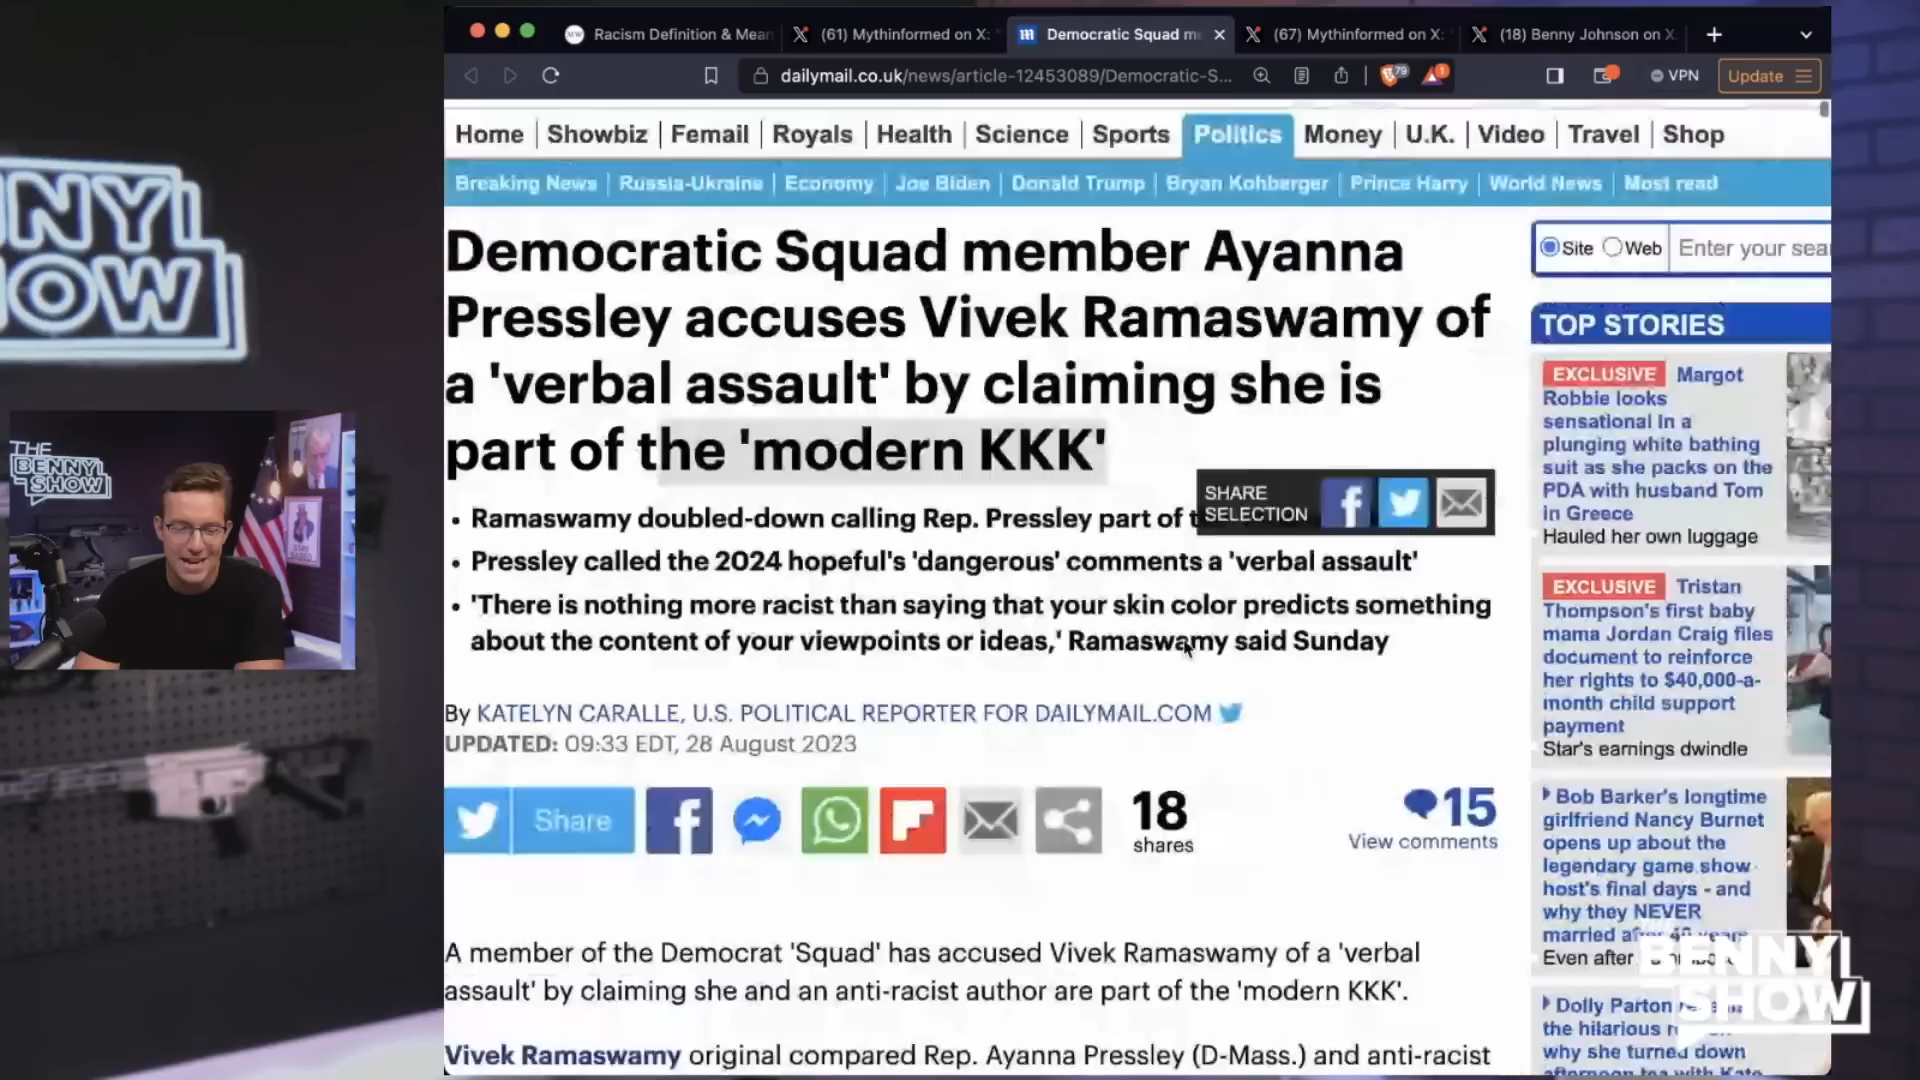 Racism Definition & Mean
(61) Mythinformed on X: "
Democratic Squad me
(67) Mythinformed on X:
(18) Benny Johnson on X
dailymail.co.uk/news/article-12453089/Democratic-S...
79
1
VPN
Update
Home Showbiz Femail Royals Health Science Sports Politics Money U.K. Video Travel Shop
Breaking News Russia-Ukraine Economy Joe Biden Donald Trump Bryan Kohberger Prince Harry World News Most read
Democratic Squad member Ayanna
Pressley accuses Vivek Ramaswamy of
a 'verbal assault' by claiming she is
part of the 'modern KKK'
SHARE
SELECTION
• Ramaswamy doubled-down calling Rep. Pressley part of t
• Pressley called the 2024 hopeful's 'dangerous' comments a 'verbal assault'
• 'There is nothing more racist than saying that your skin color predicts something
about the content of your viewpoints or ideas,' Ramaswamy said Sunday
By KATELYN CARALLE, U.S. POLITICAL REPORTER FOR DAILYMAIL.COM
UPDATED: 09:33 EDT, 28 August 2023
Share
18
shares
15
View comments
A member of the Democrat 'Squad' has accused Vivek Ramaswamy of a 'verbal
assault' by claiming she and an anti-racist author are part of the 'modern KKK'.
Vivek Ramaswamy original compared Rep. Ayanna Pressley (D-Mass.) and anti-racist
Site Web Enter your sear
TOP STORIES
EXCLUSIVE Margot
Robbie looks
sensational in a
plunging white bathing
suit as she packs on the
PDA with husband Tom
in Greece
Hauled her own luggage
EXCLUSIVE Tristan
Thompson's first baby
mama Jordan Craig files
document to reinforce
her rights to $40,000-a-
month child support
payment
Star's earnings dwindle
Bob Barker's longtime
girlfriend Nancy Burnet
opens up about the
legendary game show
host's final days - and
why they NEVER
married after 40 years
Even after
Dolly Parton
the hilarious
why she turned down
afternoon tea with Kate
NNY
HOW
THE
BENNY
SHOW
BENNY
SHOW